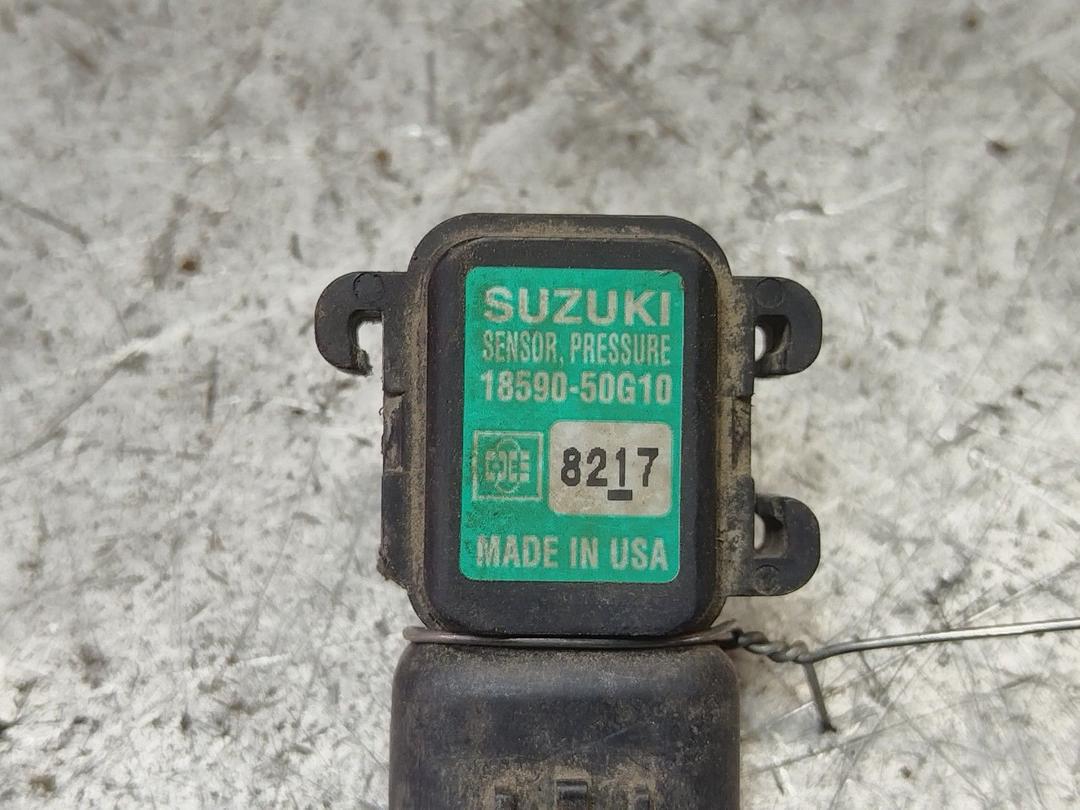 SUZUKI
SENSOR, PRESSURE
18590-50G10
8217
MADE IN USA